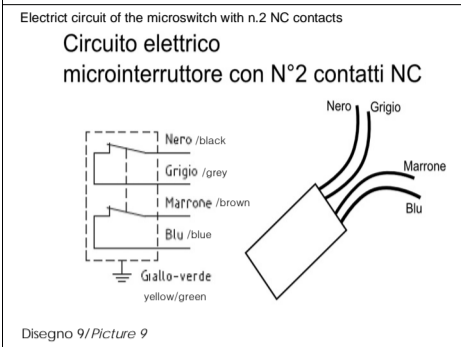 Electrict circuit of the microswitch with n.2 NC contacts
Circuito elettrico
microinterruttore con N°2 contatti NC
Nero /black
Grigio /grey
Marrone /brown
Blu /blue
Giallo-verde
yellow/green
Nero Grigio
Marrone
Blu
Disegno 9/Picture 9